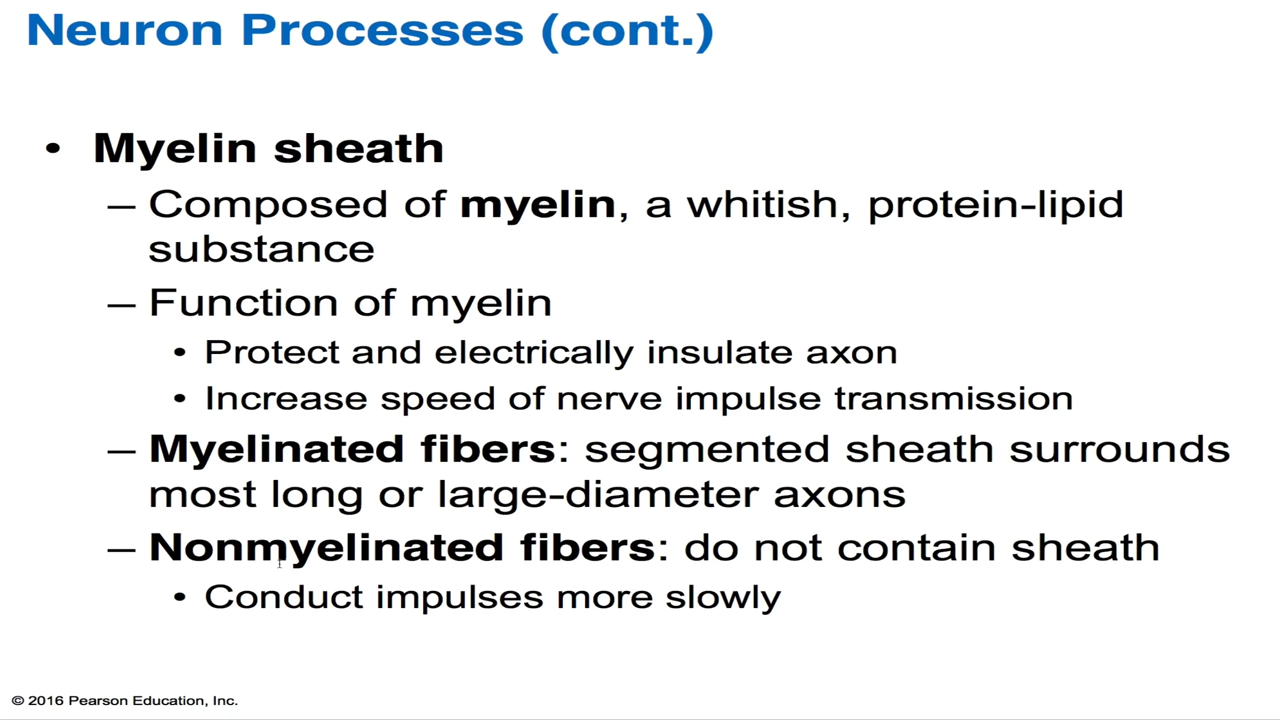 Neuron Processes (cont.)
• Myelin sheath
– Composed of myelin, a whitish, protein-lipid
substance
– Function of myelin
• Protect and electrically insulate axon
• Increase speed of nerve impulse transmission
– Myelinated fibers: segmented sheath surrounds
most long or large-diameter axons
– Nonmyelinated fibers: do not contain sheath
• Conduct impulses more slowly
© 2016 Pearson Education, Inc.